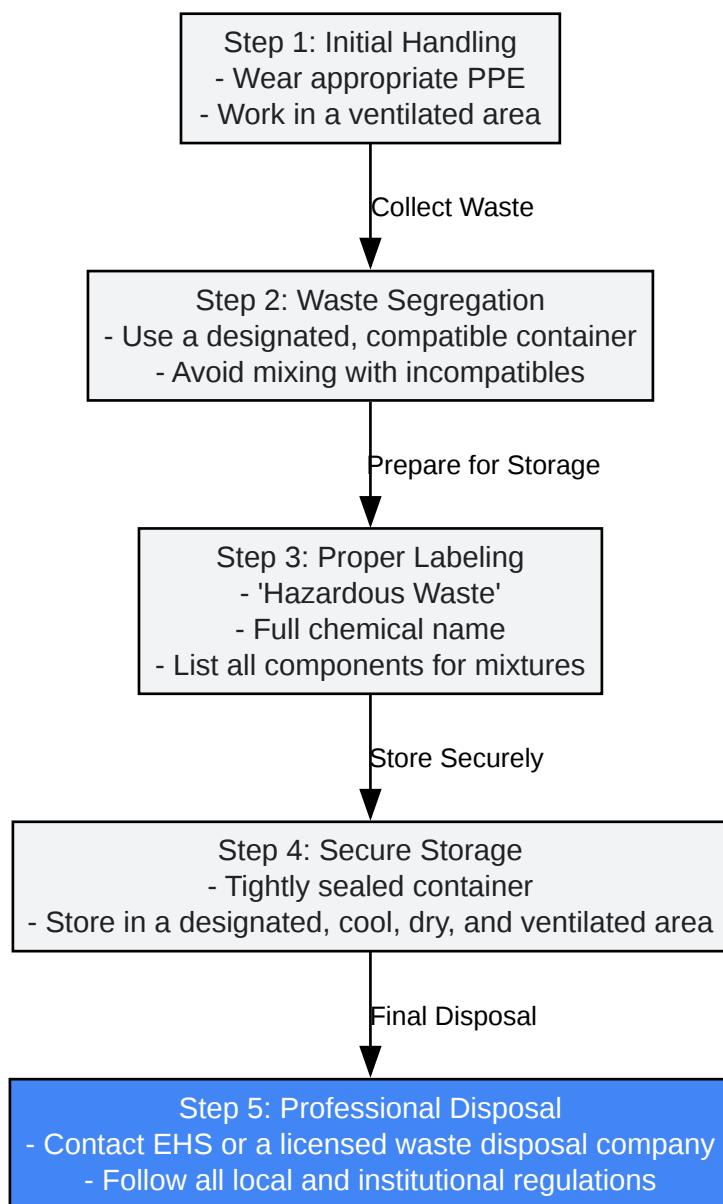 Step 1: Initial Handling
- Wear appropriate PPE
- Work in a ventilated area
Collect Waste
Step 2: Waste Segregation
- Use a designated, compatible container
- Avoid mixing with incompatibles
Prepare for Storage
Step 3: Proper Labeling
- 'Hazardous Waste'
- Full chemical name
- List all components for mixtures
Store Securely
Step 4: Secure Storage
- Tightly sealed container
- Store in a designated, cool, dry, and ventilated area
Final Disposal
Step 5: Professional Disposal
- Contact EHS or a licensed waste disposal company
- Follow all local and institutional regulations